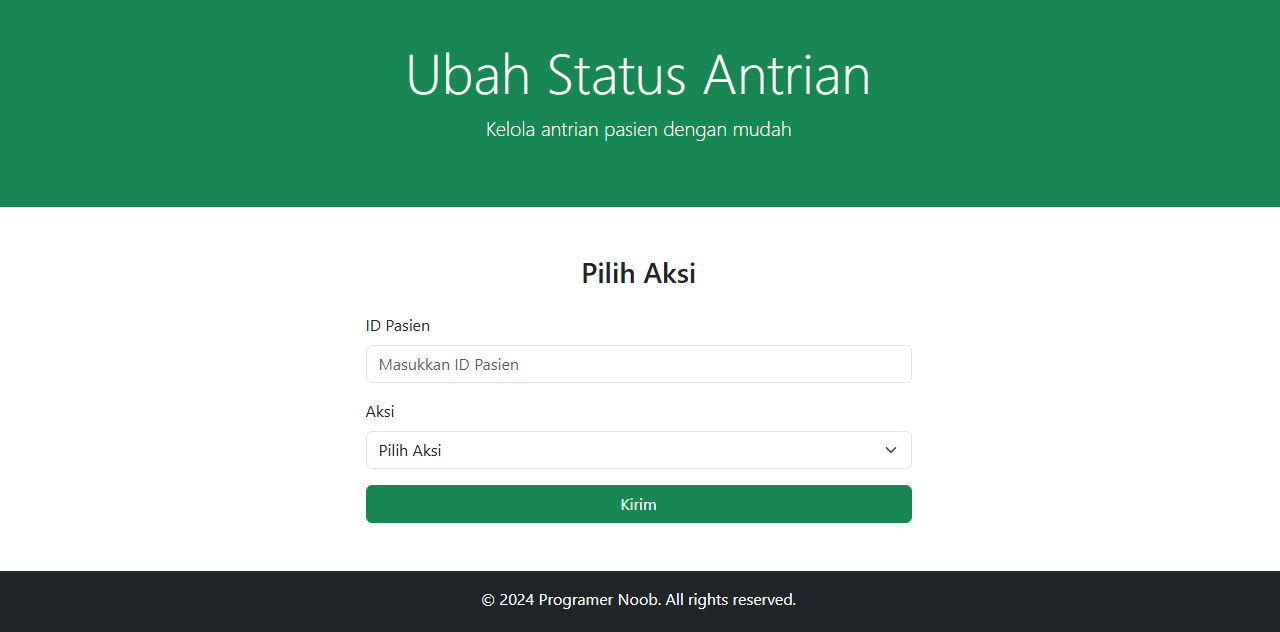 Ubah Status Antrian
Kelola antrian pasien dengan mudah
Pilih Aksi
ID Pasien
Masukkan ID Pasien
Aksi
Pilih Aksi
Kirim
© 2024 Programer Noob. All rights reserved.